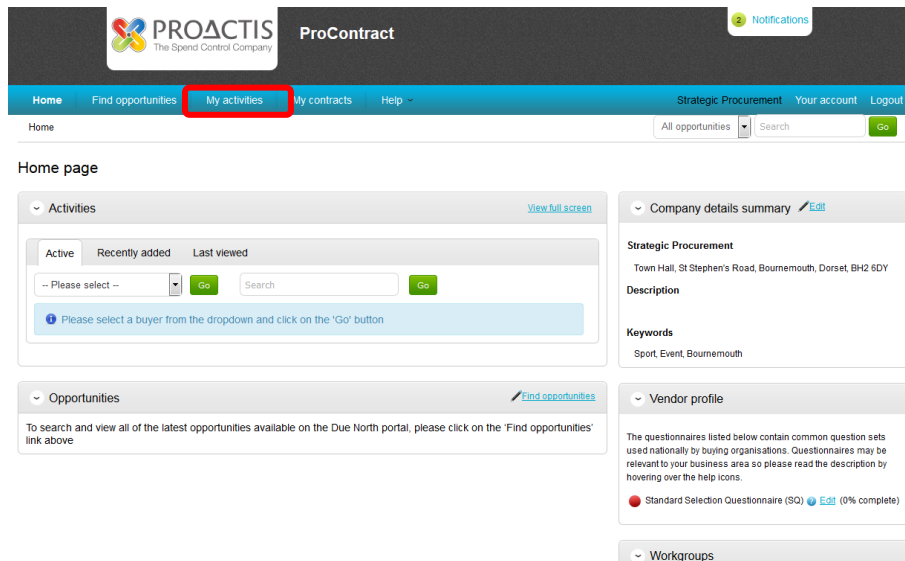 PROACTIS
The Spend Control Company
ProContract
2 Notifications
Home Find opportunities My activities My contracts Help
Strategic Procurement Your account Logout
Home
All opportunities Search Go
Home page
Activities View full screen
Active Recently added Last viewed
-- Please select -- Go Search Go
Please select a buyer from the dropdown and click on the 'Go' button
Opportunities Find opportunities
To search and view all of the latest opportunities available on the Due North portal, please click on the 'Find opportunities'
link above
Company details summary Edit
Strategic Procurement
Town Hall, St Stephen's Road, Bournemouth, Dorset, BH2 6DY
Description
Keywords
Sport, Event, Bournemouth
Vendor profile
The questionnaires listed below contain common question sets
used nationally by buying organisations. Questionnaires may be
relevant to your business area so please read the description by
hovering over the help icons.
Standard Selection Questionnaire (SQ) Edit (0% complete)
Workgroups